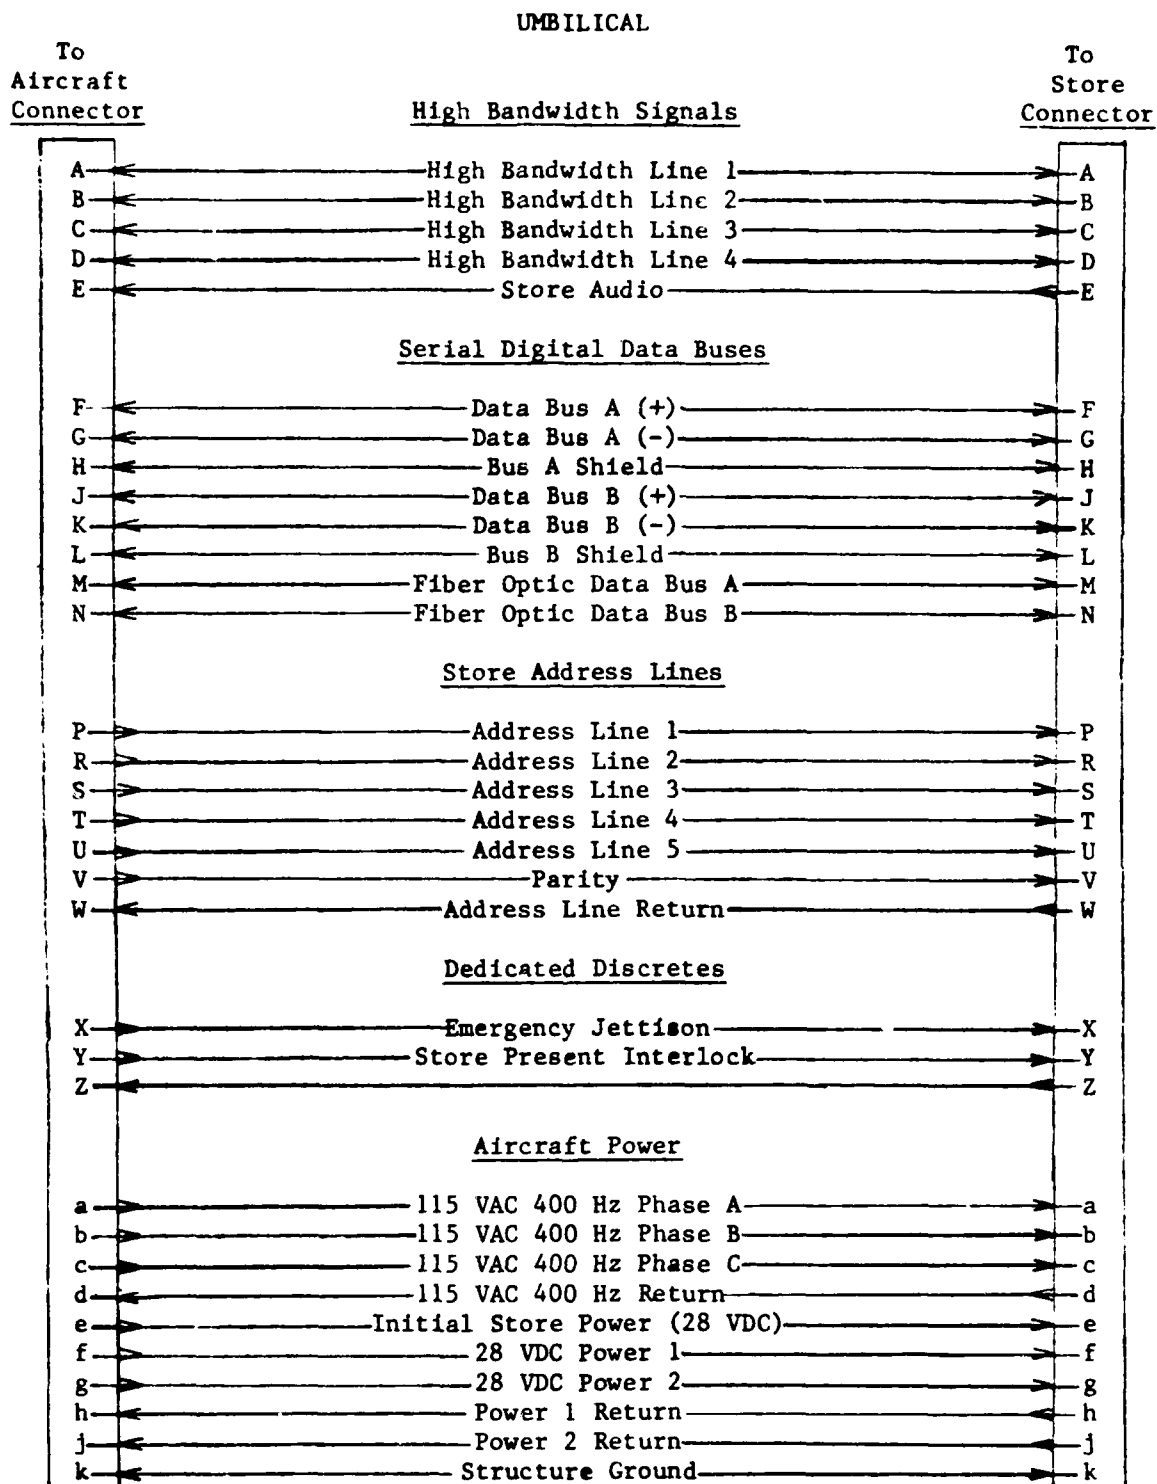 UMBILICAL
To Aircraft Connector
To Store Connector
High Bandwidth Signals
A High Bandwidth Line 1 A
B High Bandwidth Line 2 B
C High Bandwidth Line 3 C
D High Bandwidth Line 4 D
E Store Audio E
Serial Digital Data Buses
F Data Bus A (+) F
G Data Bus A (-) G
H Bus A Shield H
J Data Bus B (+) J
K Data Bus B (-) K
L Bus B Shield L
M Fiber Optic Data Bus A M
N Fiber Optic Data Bus B N
Store Address Lines
P Address Line 1 P
R Address Line 2 R
S Address Line 3 S
T Address Line 4 T
U Address Line 5 U
V Parity V
W Address Line Return W
Dedicated Discretes
X Emergency Jettison X
Y Store Present Interlock Y
Z Z
Aircraft Power
a 115 VAC 400 Hz Phase A a
b 115 VAC 400 Hz Phase B b
c 115 VAC 400 Hz Phase C c
d 115 VAC 400 Hz Return d
e Initial Store Power (28 VDC) e
f 28 VDC Power 1 f
g 28 VDC Power 2 g
h Power 1 Return h
j Power 2 Return j
k Structure Ground k